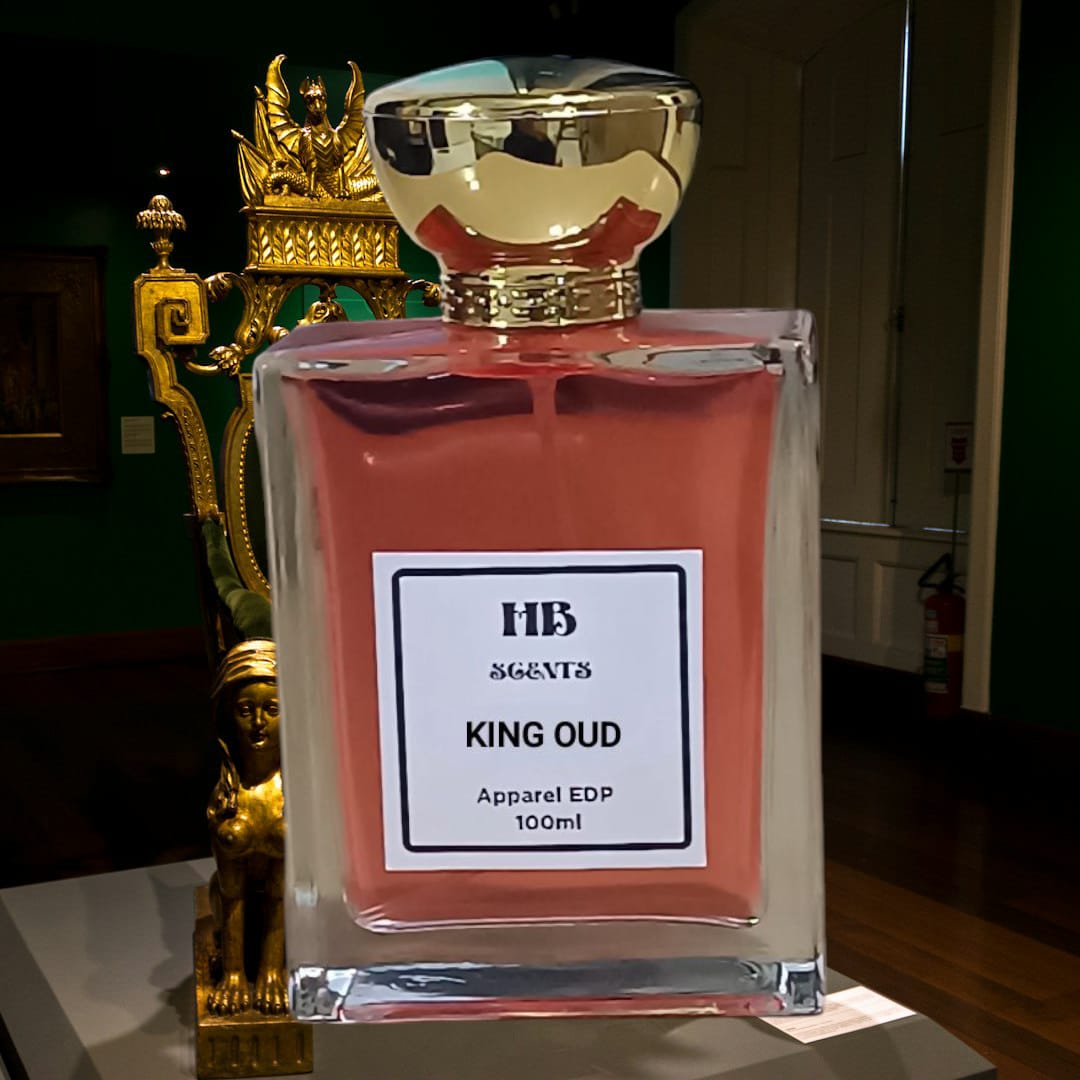 HB
SCENTS
KING OUD
Apparel EDP
100ml